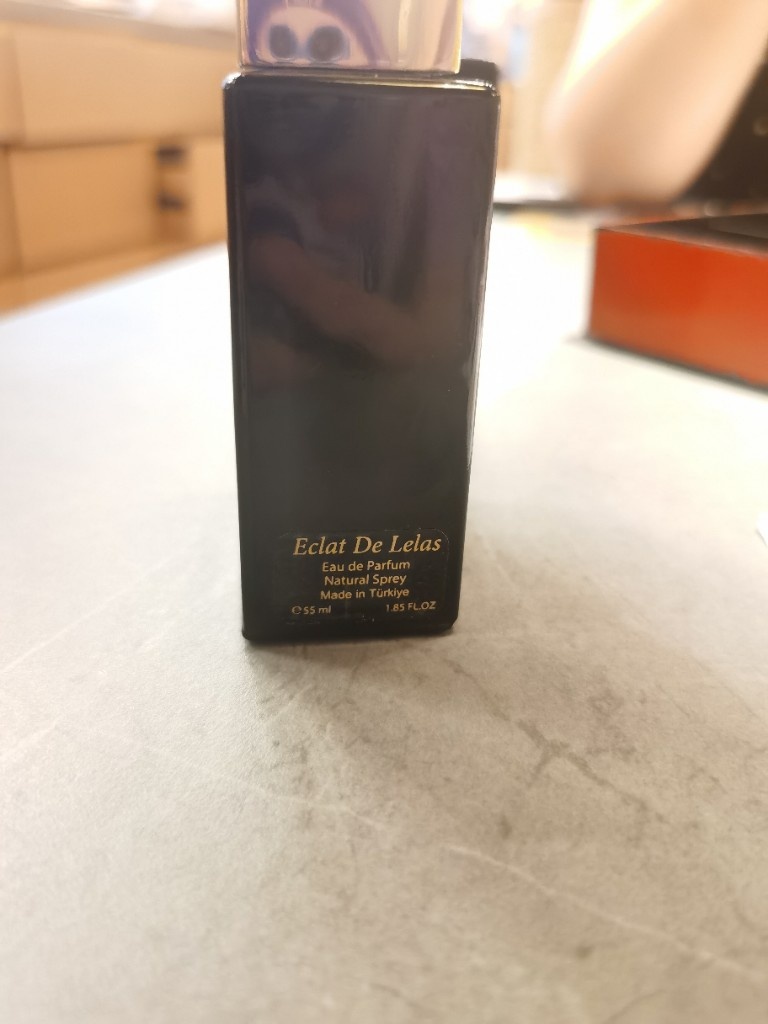 Eclat De Lelas
Eau de Parfum
Natural Sprey
Made in Türkiye
℮ 55 ml 1.85 FL.OZ